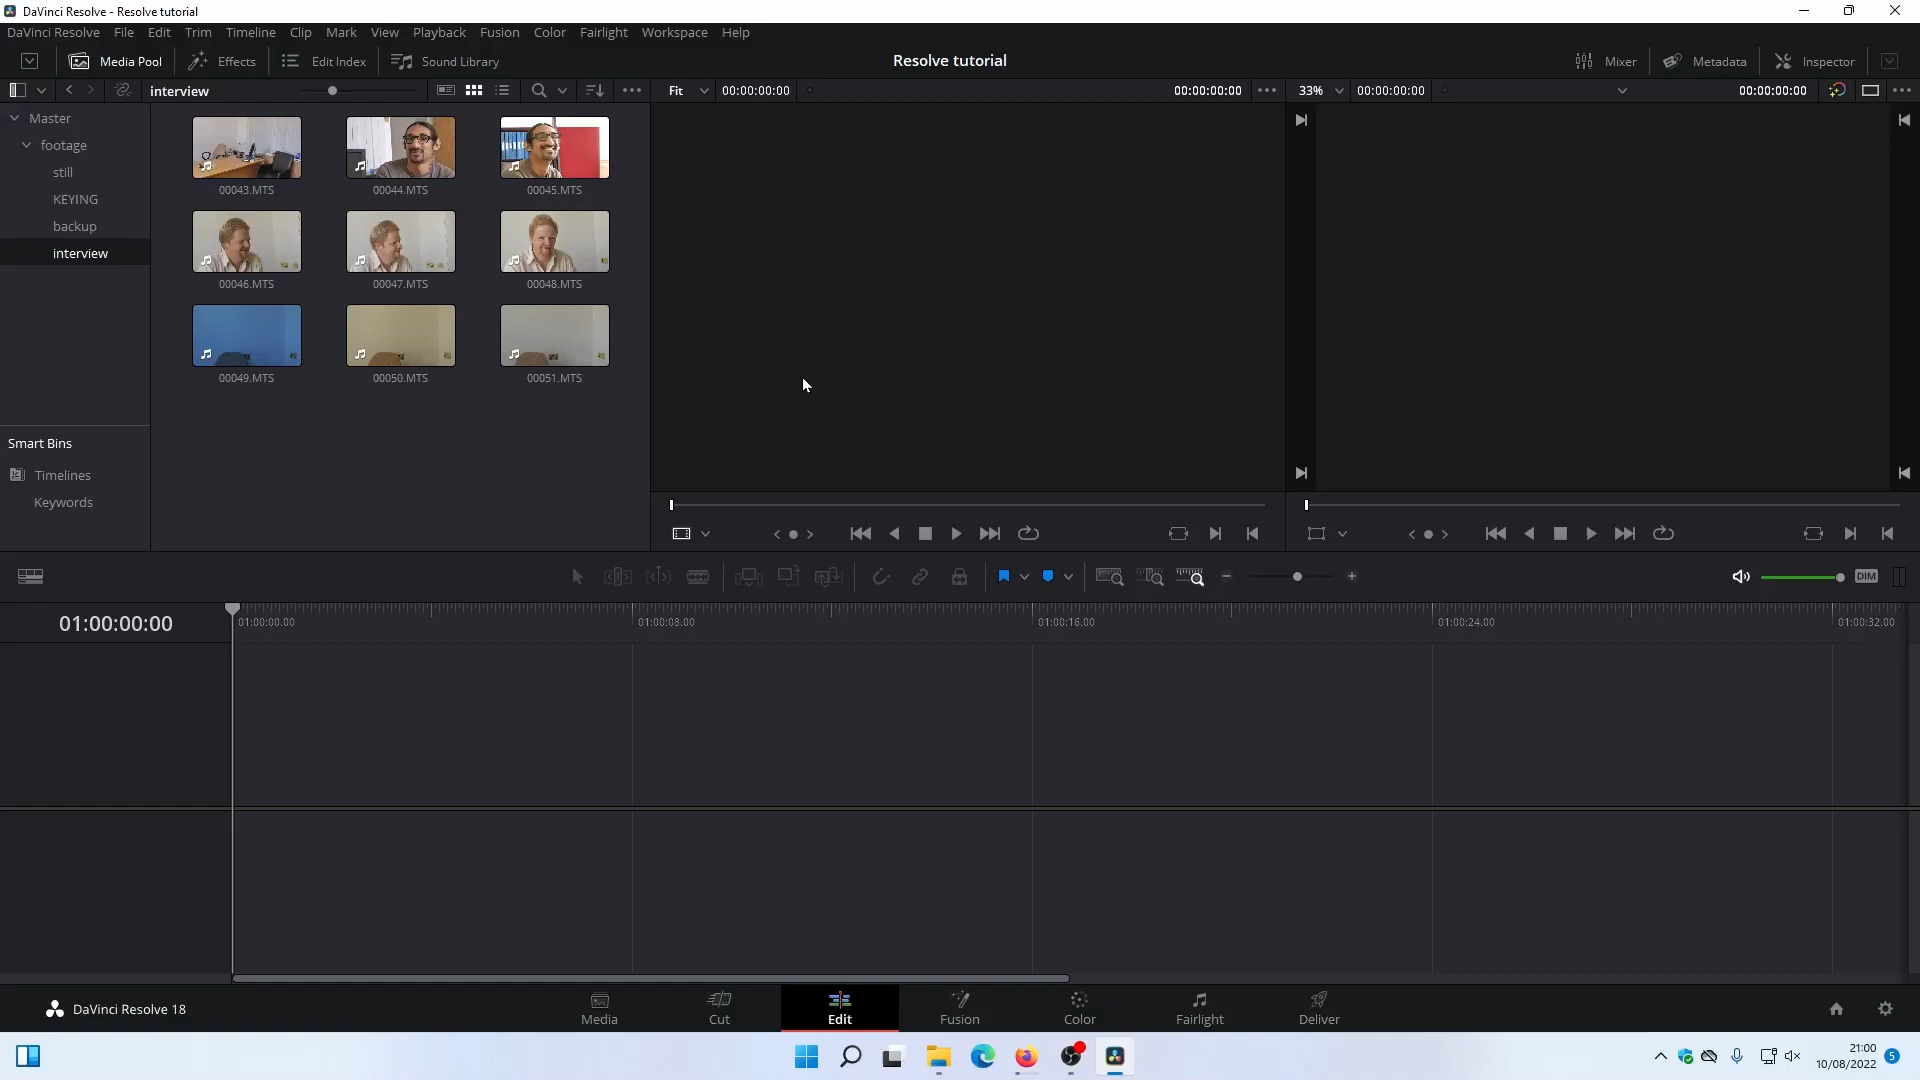 DaVinci Resolve - Resolve tutorial
DaVinci Resolve File Edit Trim Timeline Clip Mark View Playback Fusion Color Fairlight Workspace Help
Media Pool Effects Edit Index Sound Library Resolve tutorial Mixer Metadata Inspector
interview Fit 00:00:00:00 00:00:00:00 33% 00:00:00:00 00:00:00:00
Master
footage
still
KEYING
backup
interview
00043.MTS 00044.MTS 00045.MTS
00046.MTS 00047.MTS 00048.MTS
00049.MTS 00050.MTS 00051.MTS
Smart Bins
Timelines
Keywords
DIM
01:00:00:00
01:00:00.00 01:00:08.00 01:00:16.00 01:00:24.00 01:00:32.00
DaVinci Resolve 18
Media Cut Edit Fusion Color Fairlight Deliver
21:00
10/08/2022
5